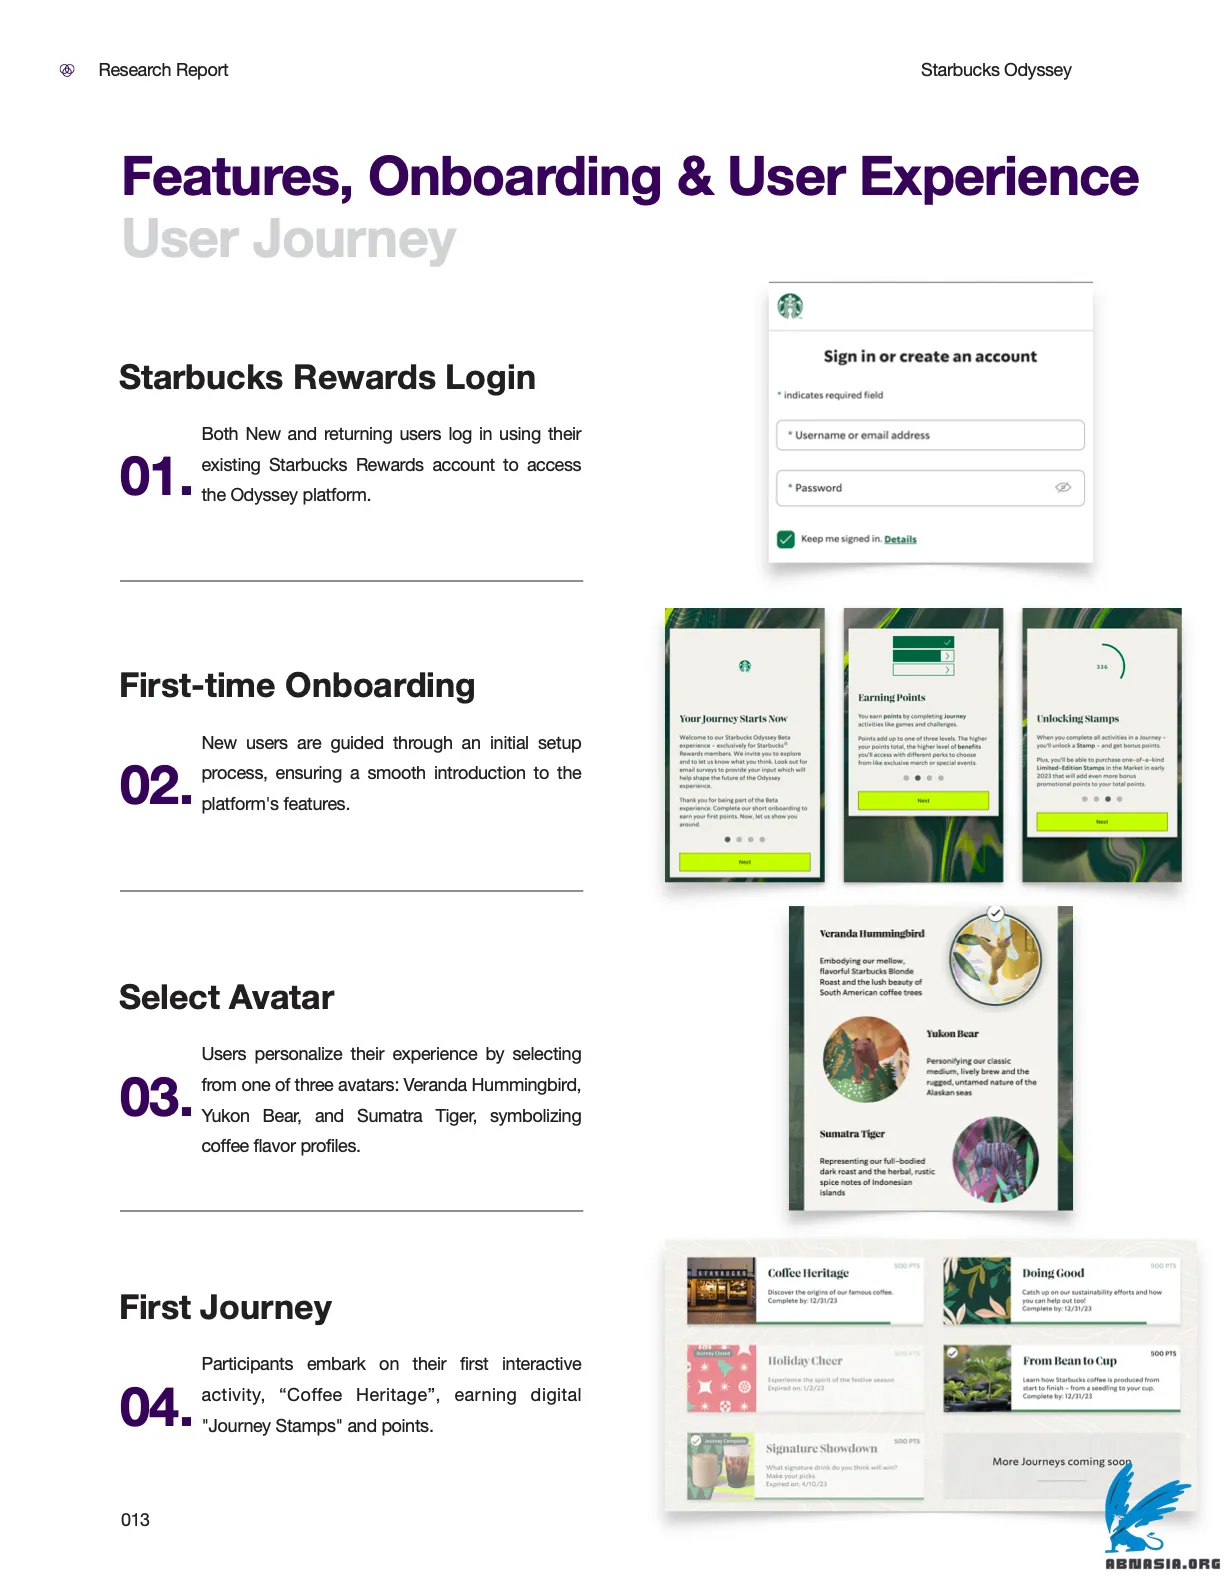 Research Report
Starbucks Odyssey
Features, Onboarding & User Experience
User Journey
Starbucks Rewards Login
01.
Both New and returning users log in using their
existing Starbucks Rewards account to access
the Odyssey platform.
Sign in or create an account
* indicates required field
* Username or email address
* Password
Keep me signed in. Details
First-time Onboarding
02.
New users are guided through an initial setup
process, ensuring a smooth introduction to the
platform's features.
Your Journey Starts Now
Welcome to our Starbucks Odyssey Beta
experience – exclusively for Starbucks®
Rewards members. We invite you to explore
and to let us know what you think. Look out for
email surveys to provide your input which will
help shape the future of the Odyssey
experience.
Thank you for being part of the Beta
experience. Complete our short onboarding to
earn your first points. Now, let us show you
around.
Next
Earning Points
You earn points by completing Journey
activities like games and challenges.
Points add up to one of three levels. The higher
your points total, the higher level of benefits
you'll access with different perks to choose
from like exclusive merch or special events.
Next
336
Unlocking Stamps
When you complete all activities in a Journey –
you'll unlock a Stamp – and get bonus points.
Plus, you'll be able to purchase one-of-a-kind
Limited-Edition Stamps in the Market in early
2023 that will add even more bonus
promotional points to your total points.
Next
Select Avatar
03.
Users personalize their experience by selecting
from one of three avatars: Veranda Hummingbird,
Yukon Bear, and Sumatra Tiger, symbolizing
coffee flavor profiles.
Veranda Hummingbird
Embodying our mellow,
flavorful Starbucks Blonde
Roast and the lush beauty of
South American coffee trees
Yukon Bear
Personifying our classic
medium, lively brew and the
rugged, untamed nature of the
Alaskan seas
Sumatra Tiger
Representing our full-bodied
dark roast and the herbal, rustic
spice notes of Indonesian
islands
First Journey
04.
Participants embark on their first interactive
activity, “Coffee Heritage”, earning digital
"Journey Stamps" and points.
STARBUCKS
500 PTS
Coffee Heritage
Discover the origins of our famous coffee.
Complete by: 12/31/23
500 PTS
Doing Good
Catch up on our sustainability efforts and how
you can help out too!
Complete by: 12/31/23
Journey Closed
500 PTS
Holiday Cheer
Experience the spirit of the festive season
Expired on: 1/2/23
500 PTS
From Bean to Cup
Learn how Starbucks coffee is produced from
start to finish – from a seedling to your cup.
Complete by: 12/31/23
Journey Complete
500 PTS
Signature Showdown
What signature drink do you think will win?
Make your picks
Expired on: 4/10/23
More Journeys coming soon
013
ABNASIA.ORG